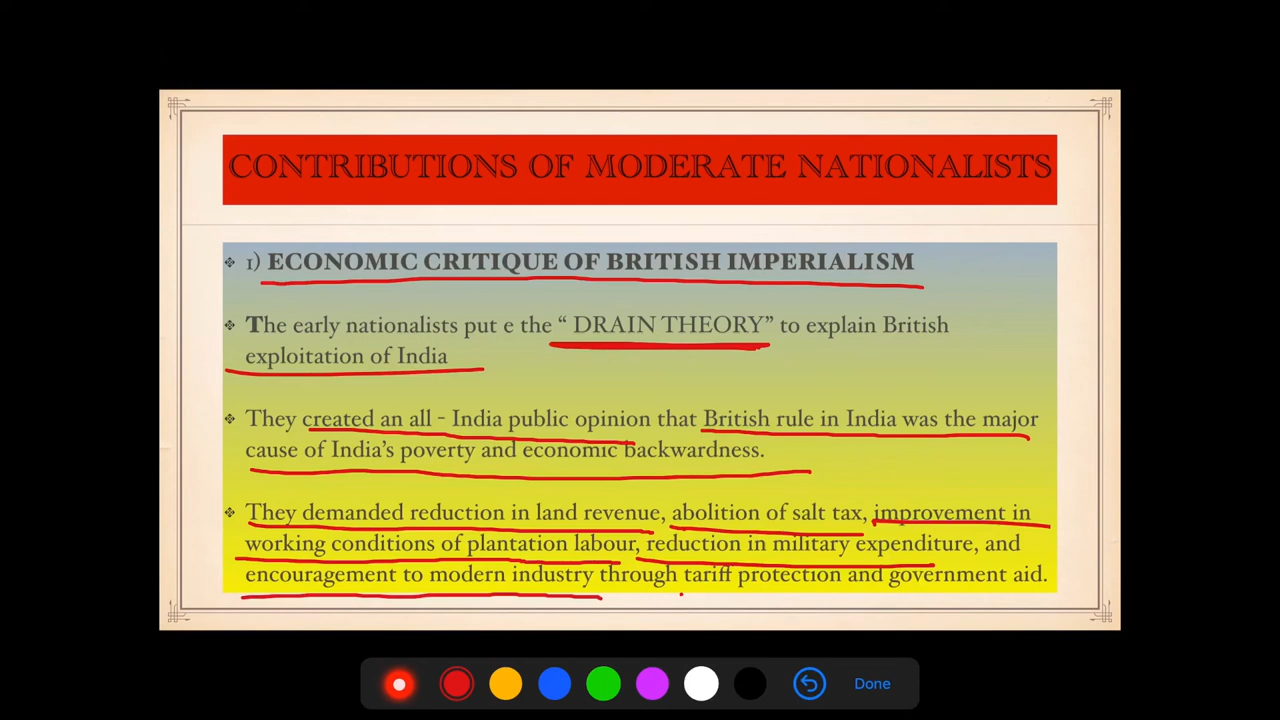 CONTRIBUTIONS OF MODERATE NATIONALISTS
1) ECONOMIC CRITIQUE OF BRITISH IMPERIALISM
The early nationalists put e the “ DRAIN THEORY” to explain British
exploitation of India
They created an all - India public opinion that British rule in India was the major
cause of India’s poverty and economic backwardness.
They demanded reduction in land revenue, abolition of salt tax, improvement in
working conditions of plantation labour, reduction in military expenditure, and
encouragement to modern industry through tariff protection and government aid.
Done